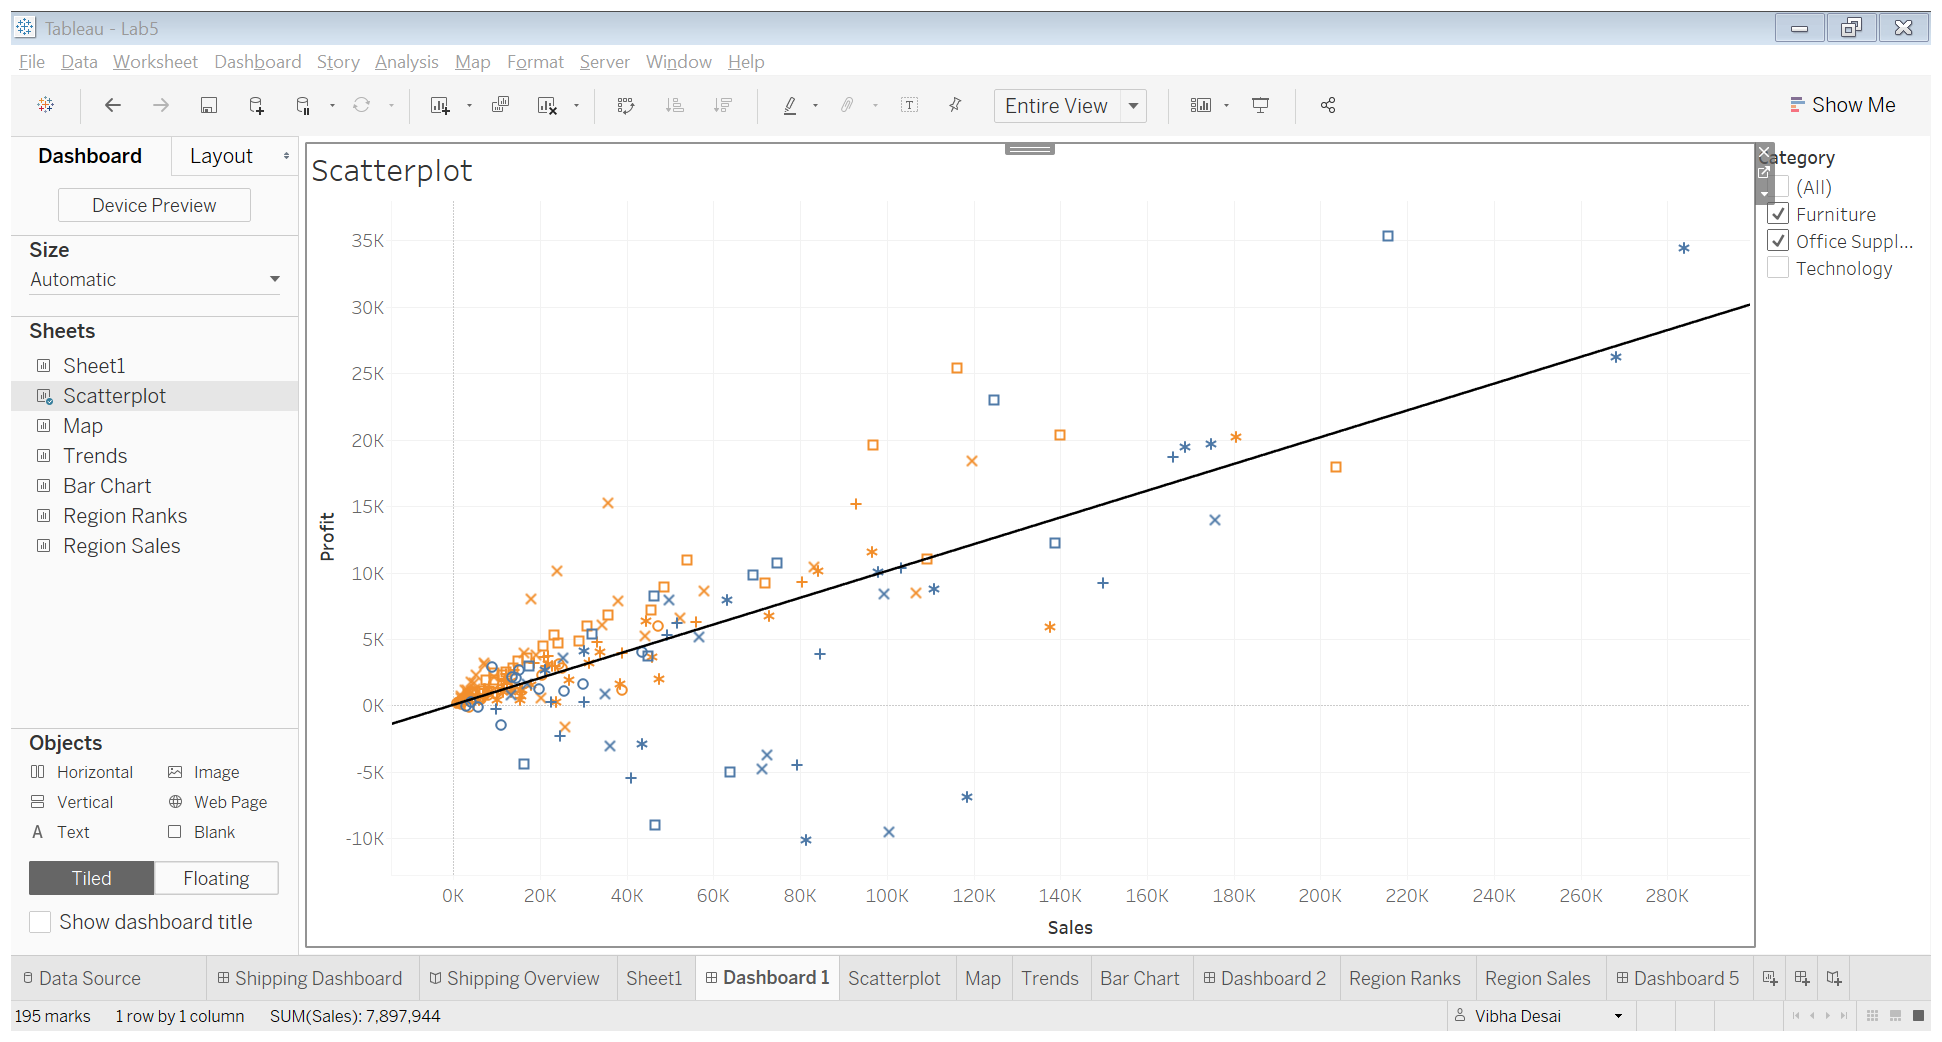 Tableau - Lab5
File Data Worksheet Dashboard Story Analysis Map Format Server Window Help
Entire View
Show Me
Dashboard Layout
Device Preview
Size
Automatic
Sheets
Sheet1
Scatterplot
Map
Trends
Bar Chart
Region Ranks
Region Sales
Objects
Horizontal Image
Vertical Web Page
A Text Blank
Tiled Floating
Show dashboard title
Scatterplot
35K
30K
25K
20K
15K
10K
5K
0K
-5K
-10K
Profit
0K 20K 40K 60K 80K 100K 120K 140K 160K 180K 200K 220K 240K 260K 280K
Sales
Category
(All)
Furniture
Office Suppl...
Technology
Data Source Shipping Dashboard Shipping Overview Sheet1 Dashboard 1 Scatterplot Map Trends Bar Chart Dashboard 2 Region Ranks Region Sales Dashboard 5
195 marks 1 row by 1 column SUM(Sales): 7,897,944 Vibha Desai